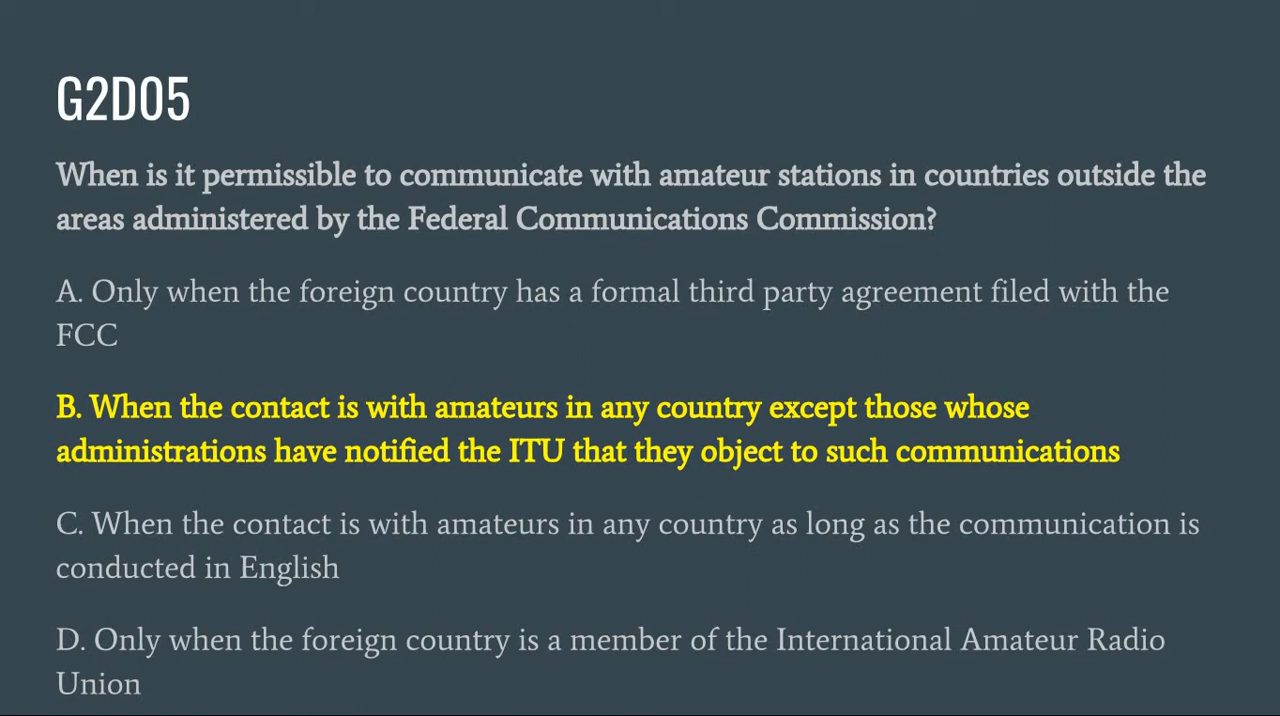 G2D05
When is it permissible to communicate with amateur stations in countries outside the
areas administered by the Federal Communications Commission?
A. Only when the foreign country has a formal third party agreement filed with the
FCC
B. When the contact is with amateurs in any country except those whose
administrations have notified the ITU that they object to such communications
C. When the contact is with amateurs in any country as long as the communication is
conducted in English
D. Only when the foreign country is a member of the International Amateur Radio
Union